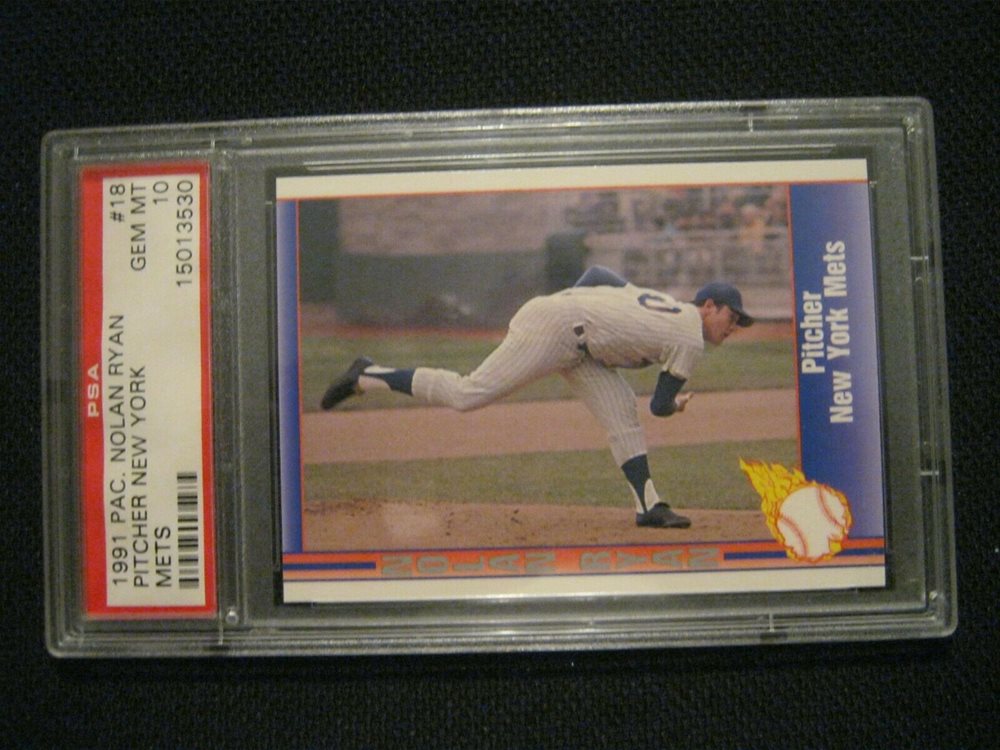 1991 PAC. NOLAN RYAN #18
PITCHER NEW YORK GEM MT
METS 10
15013530
PSA
Pitcher
New York Mets
NOLAN RYAN